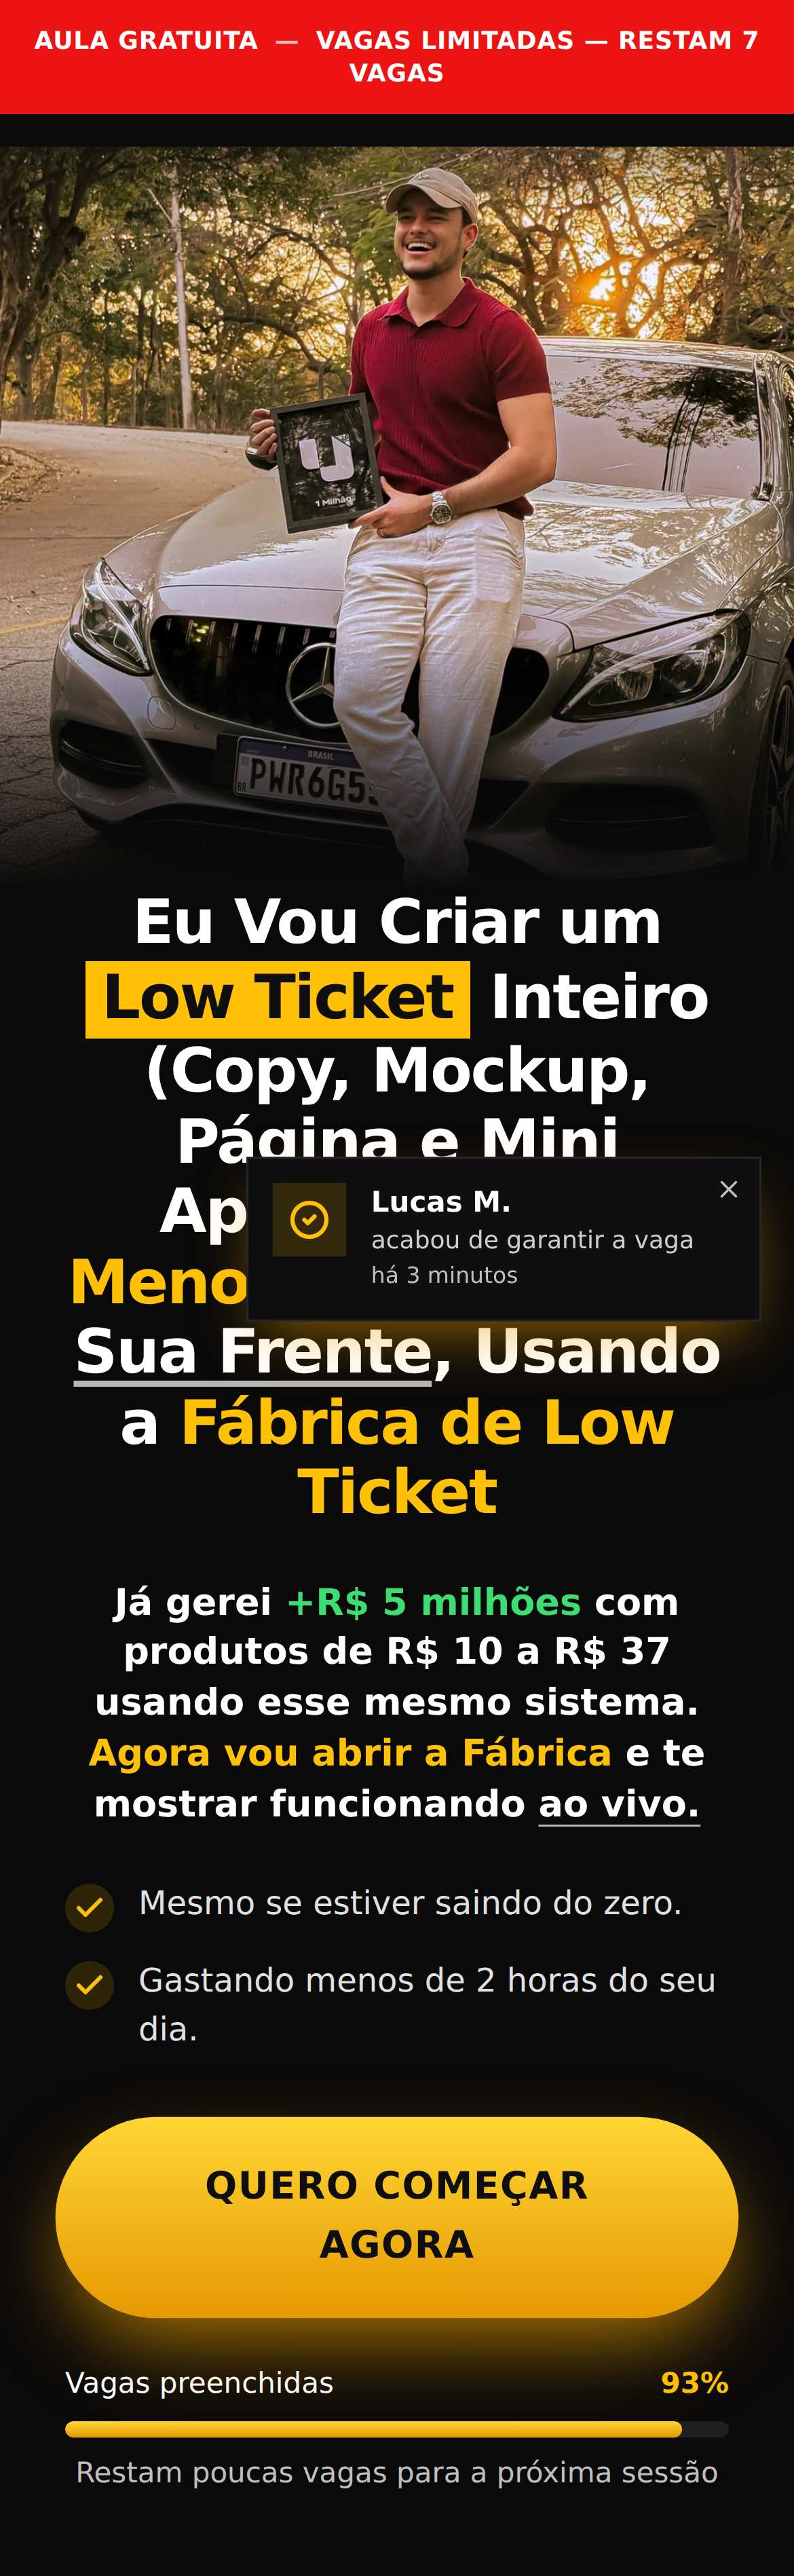 AULA GRATUITA — VAGAS LIMITADAS — RESTAM 7
VAGAS
1 Milhão
BRASIL
BR
Eu Vou Criar um
Low Ticket Inteiro
(Copy, Mockup,
Página e Mini
Ap
Meno
Lucas M.
acabou de garantir a vaga
há 3 minutos
Sua Frente, Usando
a Fábrica de Low
Ticket
Já gerei +R$ 5 milhões com
produtos de R$ 10 a R$ 37
usando esse mesmo sistema.
Agora vou abrir a Fábrica e te
mostrar funcionando ao vivo.
Mesmo se estiver saindo do zero.
Gastando menos de 2 horas do seu
dia.
QUERO COMEÇAR
AGORA
Vagas preenchidas 93%
Restam poucas vagas para a próxima sessão